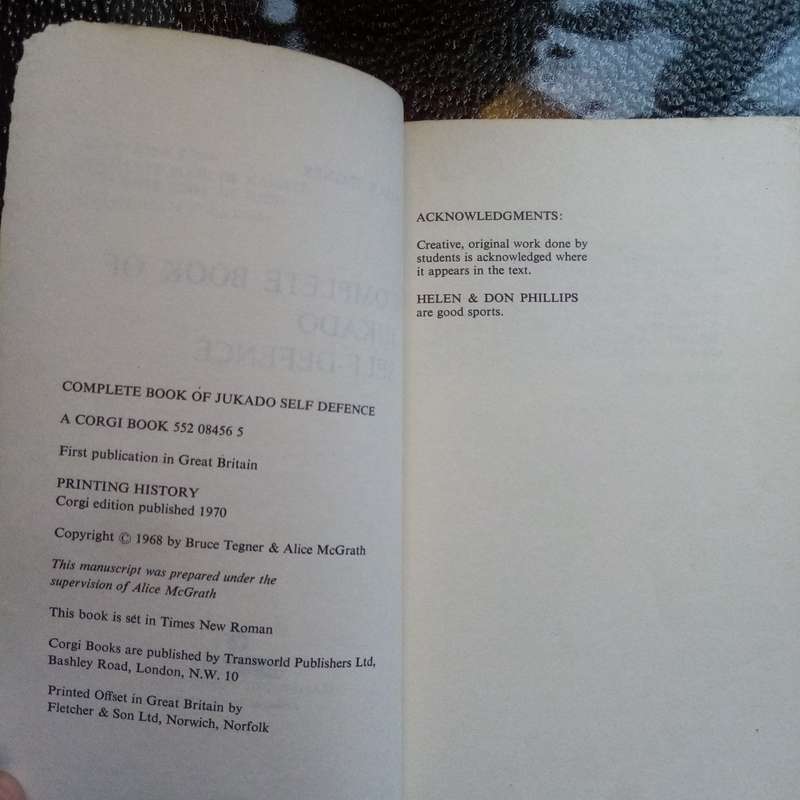 COMPLETE BOOK OF JUKADO SELF DEFENCE
A CORGI BOOK 552 08456 5
First publication in Great Britain
PRINTING HISTORY
Corgi edition published 1970
Copyright © 1968 by Bruce Tegner & Alice McGrath
This manuscript was prepared under the
supervision of Alice McGrath
This book is set in Times New Roman
Corgi Books are published by Transworld Publishers Ltd,
Bashley Road, London, N.W. 10
Printed Offset in Great Britain by
Fletcher & Son Ltd, Norwich, Norfolk
ACKNOWLEDGMENTS:
Creative, original work done by
students is acknowledged where
it appears in the text.
HELEN & DON PHILLIPS
are good sports.